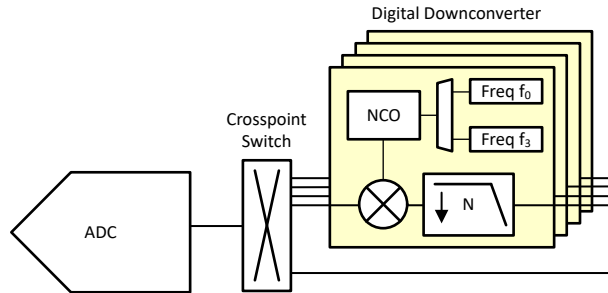 Digital Downconverter
Freq f₀
NCO
Crosspoint
Switch
Freq f₃
N
ADC